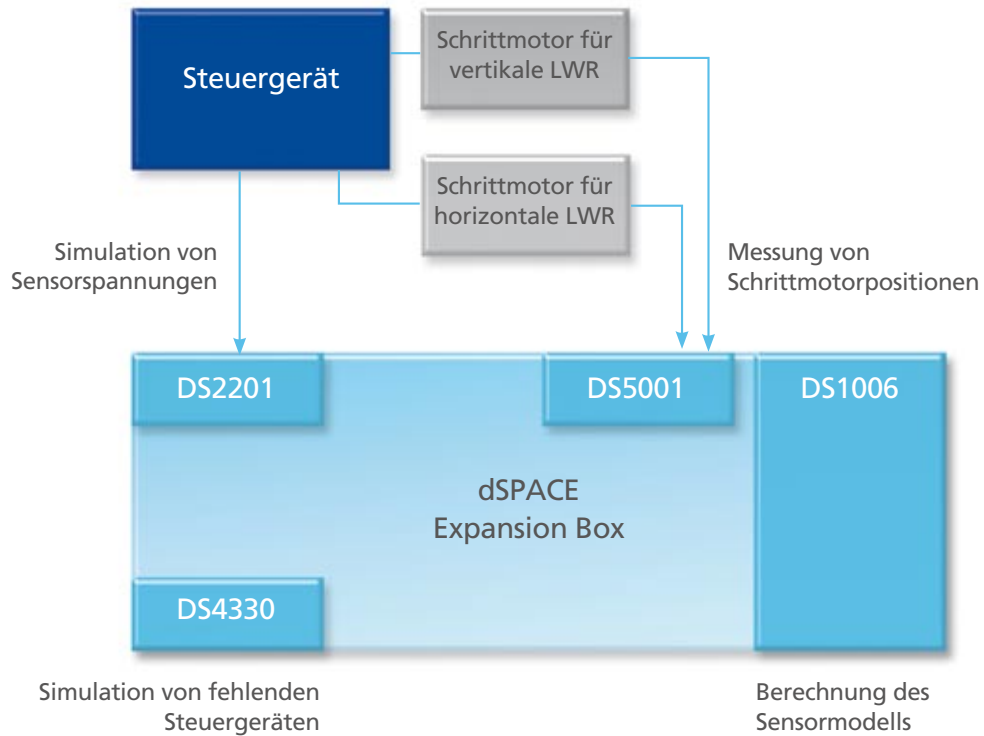 Steuergerät
Schrittmotor für
vertikale LWR
Schrittmotor für
horizontale LWR
Simulation von
Sensorspannungen
Messung von
Schrittmotorpositionen
DS2201
DS5001
DS1006
dSPACE
Expansion Box
DS4330
Simulation von fehlenden
Steuergeräten
Berechnung des
Sensormodells